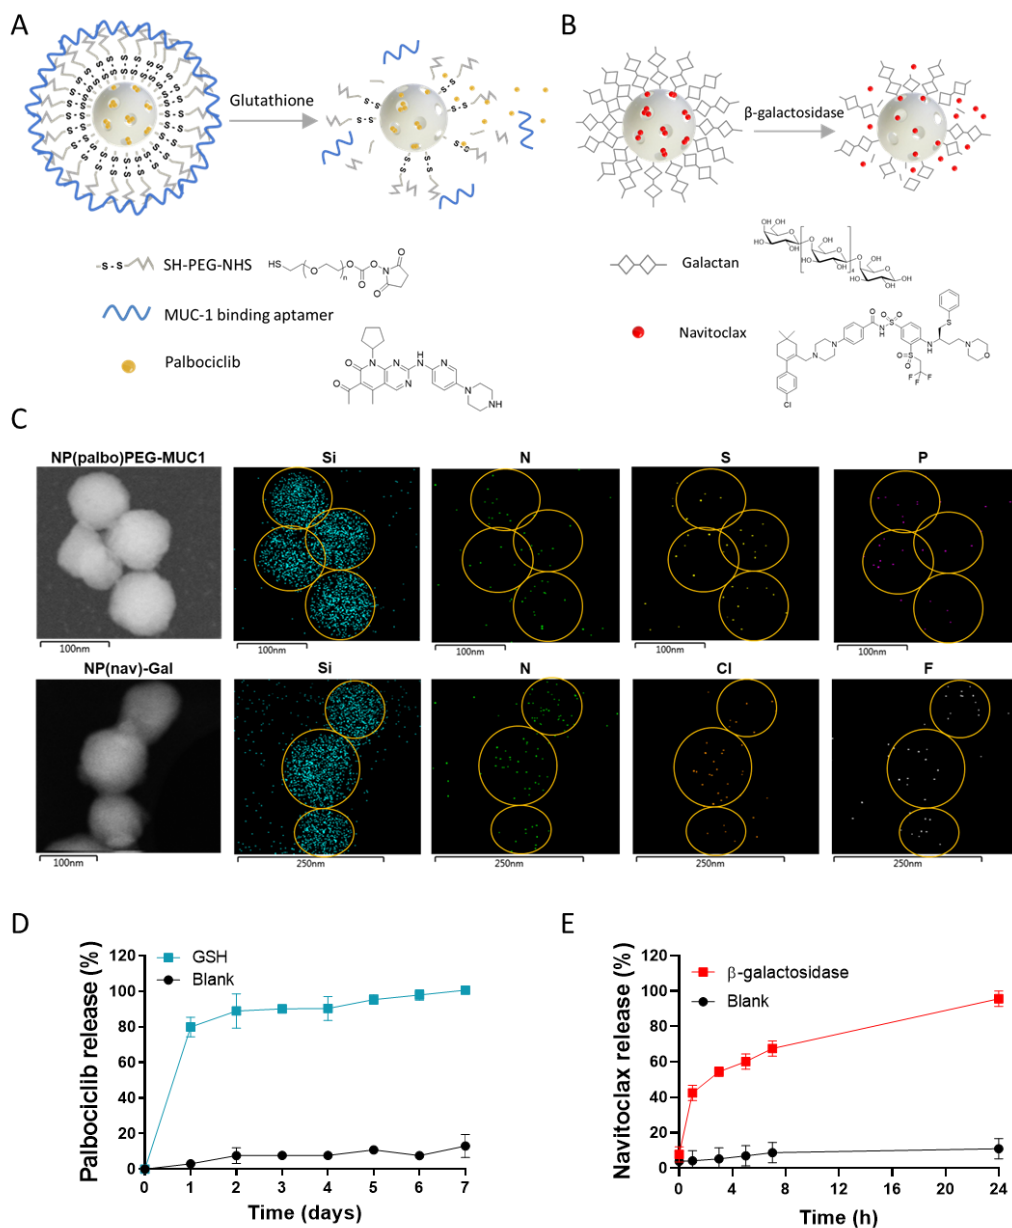 A
B
Glutathione
β-galactosidase
-S-S- SH-PEG-NHS
Galactan
MUC-1 binding aptamer
Palbociclib
Navitoclax
C
NP(palbo)PEG-MUC1 Si N S P
100nm 100nm 100nm 100nm 100nm
NP(nav)-Gal Si N Cl F
100nm 250nm 250nm 250nm 250nm
D
Palbociclib release (%)
120
100
80
60
40
20
0
GSH
Blank
0 1 2 3 4 5 6 7
Time (days)
E
Navitoclax release (%)
120
100
80
60
40
20
0
β-galactosidase
Blank
0 4 8 12 16 20 24
Time (h)